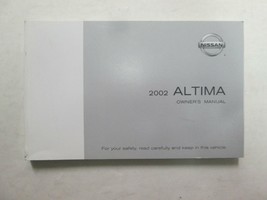 NISSAN
2002 ALTIMA
OWNER'S MANUAL
For your safety, read carefully and keep in this vehicle.